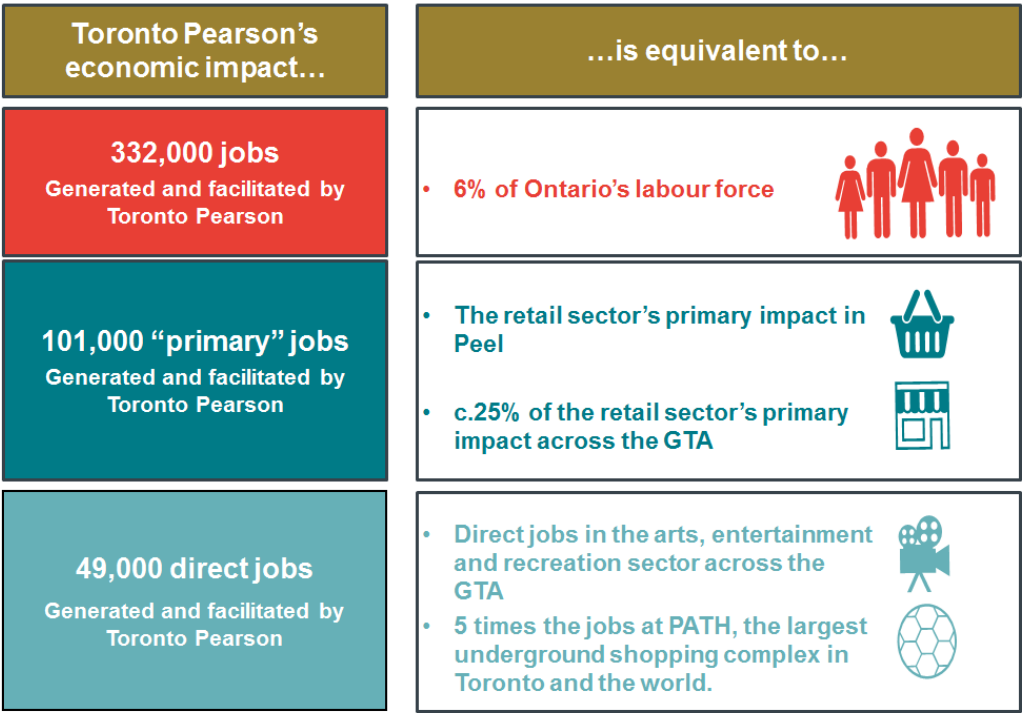 Toronto Pearson's
economic impact…
…is equivalent to…
332,000 jobs
Generated and facilitated by
Toronto Pearson
• 6% of Ontario's labour force
101,000 “primary” jobs
Generated and facilitated by
Toronto Pearson
• The retail sector's primary impact in
Peel
• c.25% of the retail sector's primary
impact across the GTA
49,000 direct jobs
Generated and facilitated by
Toronto Pearson
• Direct jobs in the arts, entertainment
and recreation sector across the
GTA
• 5 times the jobs at PATH, the largest
underground shopping complex in
Toronto and the world.